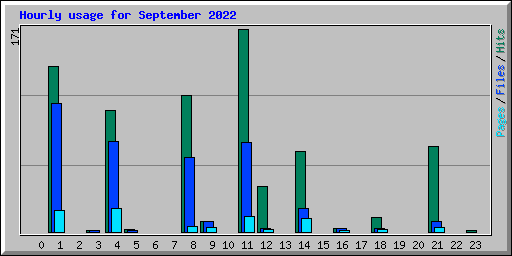 Hourly usage for September 2022
171
Pages/Files/Hits
0 1 2 3 4 5 6 7 8 9 10 11 12 13 14 15 16 17 18 19 20 21 22 23